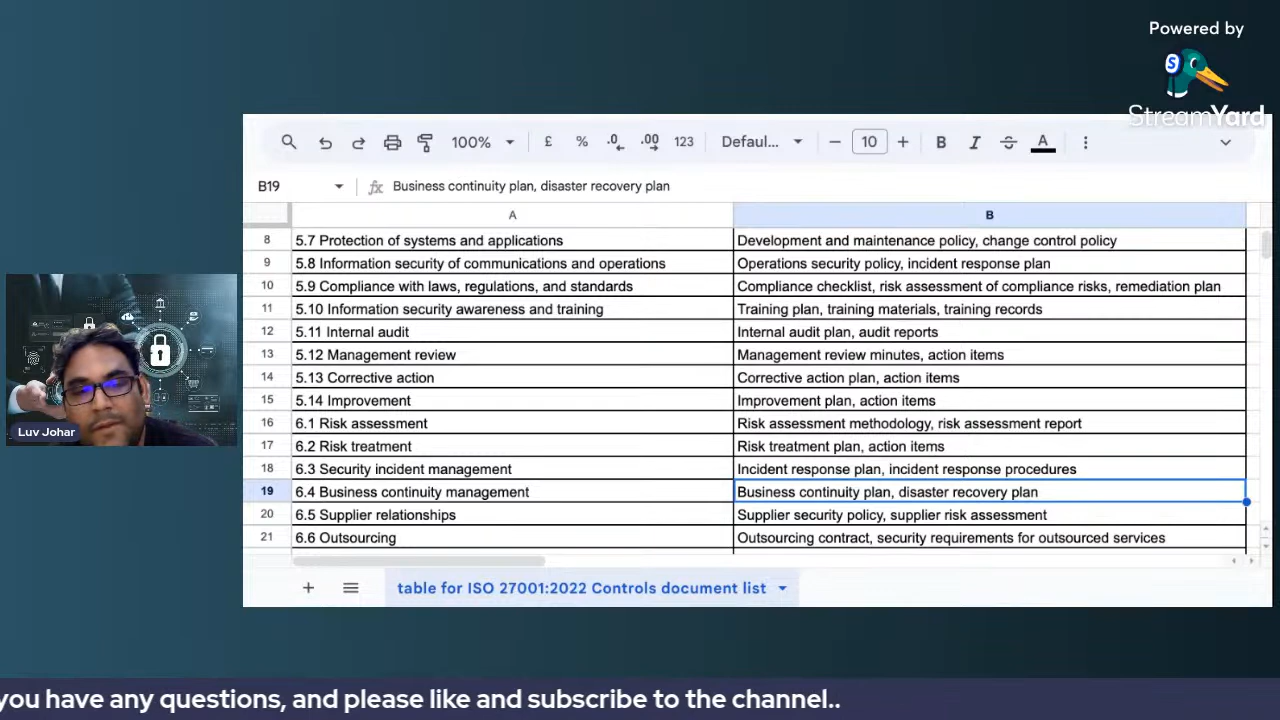 Powered by
S
StreamYard
100%
£
%
.0
.00
123
Defaul...
10
B
I
S
A
B19
fx
Business continuity plan, disaster recovery plan
A
B
8 5.7 Protection of systems and applications Development and maintenance policy, change control policy
9 5.8 Information security of communications and operations Operations security policy, incident response plan
10 5.9 Compliance with laws, regulations, and standards Compliance checklist, risk assessment of compliance risks, remediation plan
11 5.10 Information security awareness and training Training plan, training materials, training records
12 5.11 Internal audit Internal audit plan, audit reports
13 5.12 Management review Management review minutes, action items
14 5.13 Corrective action Corrective action plan, action items
15 5.14 Improvement Improvement plan, action items
16 6.1 Risk assessment Risk assessment methodology, risk assessment report
17 6.2 Risk treatment Risk treatment plan, action items
18 6.3 Security incident management Incident response plan, incident response procedures
19 6.4 Business continuity management Business continuity plan, disaster recovery plan
20 6.5 Supplier relationships Supplier security policy, supplier risk assessment
21 6.6 Outsourcing Outsourcing contract, security requirements for outsourced services
Luv Johar
table for ISO 27001:2022 Controls document list
you have any questions, and please like and subscribe to the channel..